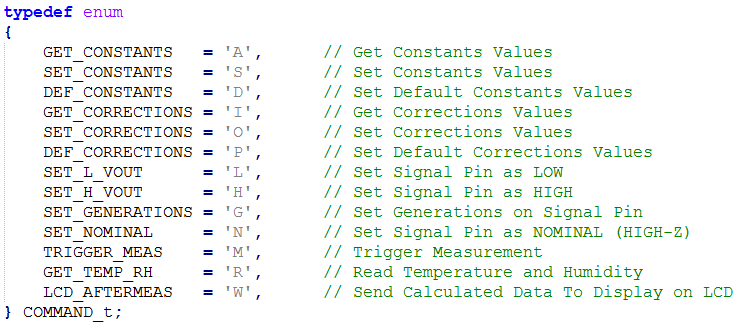 typedef enum
{
    GET_CONSTANTS   = 'A',      // Get Constants Values
    SET_CONSTANTS   = 'S',      // Set Constants Values
    DEF_CONSTANTS   = 'D',      // Set Default Constants Values
    GET_CORRECTIONS = 'I',      // Get Corrections Values
    SET_CORRECTIONS = 'O',      // Set Corrections Values
    DEF_CORRECTIONS = 'P',      // Set Default Corrections Values
    SET_L_VOUT      = 'L',      // Set Signal Pin as LOW
    SET_H_VOUT      = 'H',      // Set Signal Pin as HIGH
    SET_GENERATIONS = 'G',      // Set Generations on Signal Pin
    SET_NOMINAL     = 'N',      // Set Signal Pin as NOMINAL (HIGH-Z)
    TRIGGER_MEAS    = 'M',      // Trigger Measurement
    GET_TEMP_RH     = 'R',      // Read Temperature and Humidity
    LCD_AFTERMEAS   = 'W',      // Send Calculated Data To Display on LCD
} COMMAND_t;